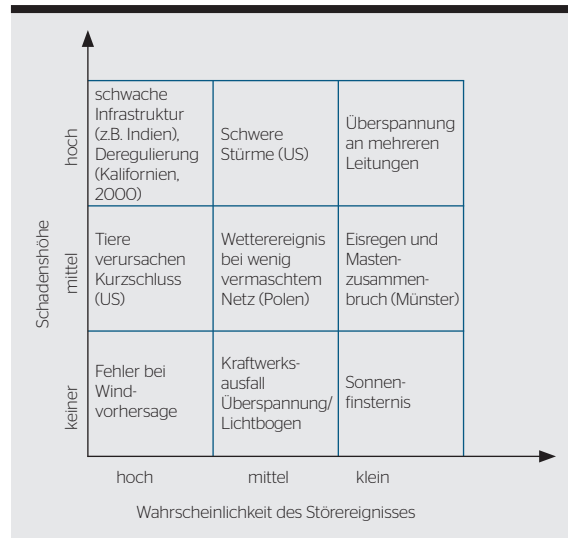 Schadenshöhe
hoch
schwache
Infrastruktur
(z.B. Indien),
Deregulierung
(Kalifornien,
2000)
Schwere
Stürme (US)
Überspannung
an mehreren
Leitungen
mittel
Tiere
verursachen
Kurzschluss
(US)
Wetterereignis
bei wenig
vermaschtem
Netz (Polen)
Eisregen und
Masten-
zusammen-
bruch (Münster)
keiner
Fehler bei
Wind-
vorhersage
Kraftwerks-
ausfall
Überspannung/
Lichtbogen
Sonnen-
finsternis
hoch
mittel
klein
Wahrscheinlichkeit des Störereignisses